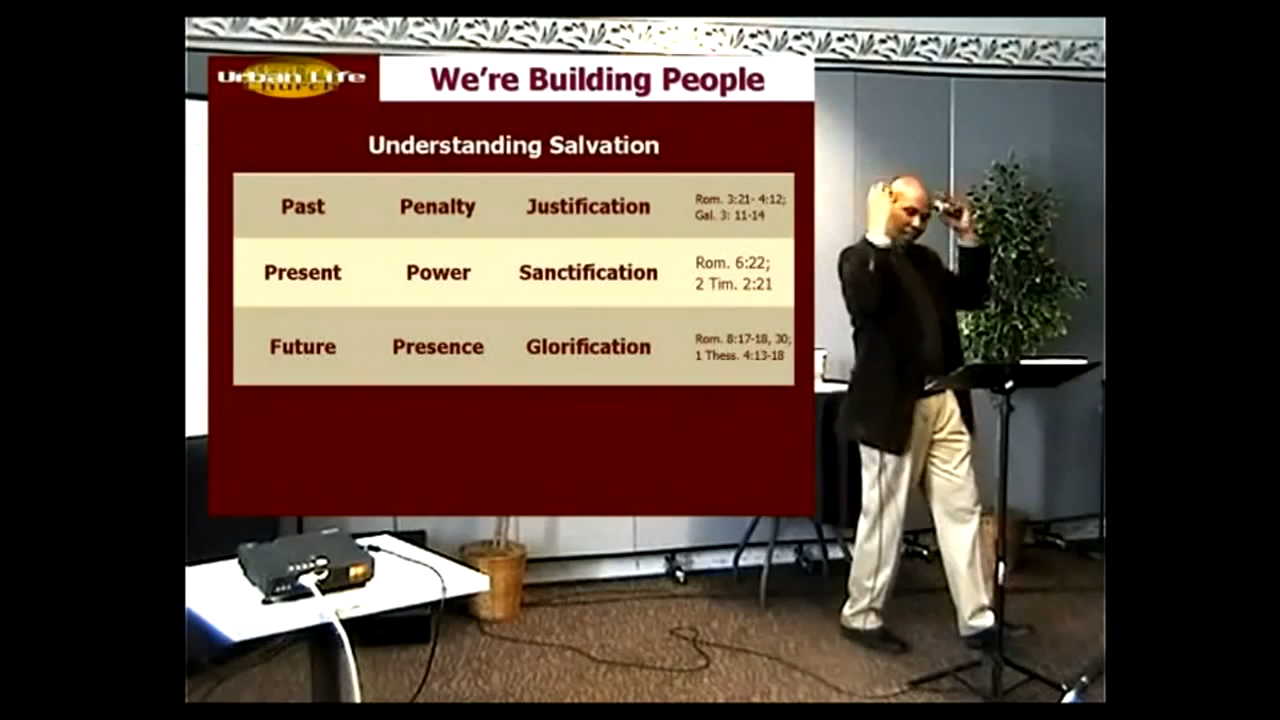 Urban Life
Church
We're Building People
Understanding Salvation
Past Penalty Justification Rom. 3:21- 4:12;
Gal. 3: 11-14
Present Power Sanctification Rom. 6:22;
2 Tim. 2:21
Future Presence Glorification Rom. 8:17-18, 30;
1 Thess. 4:13-18